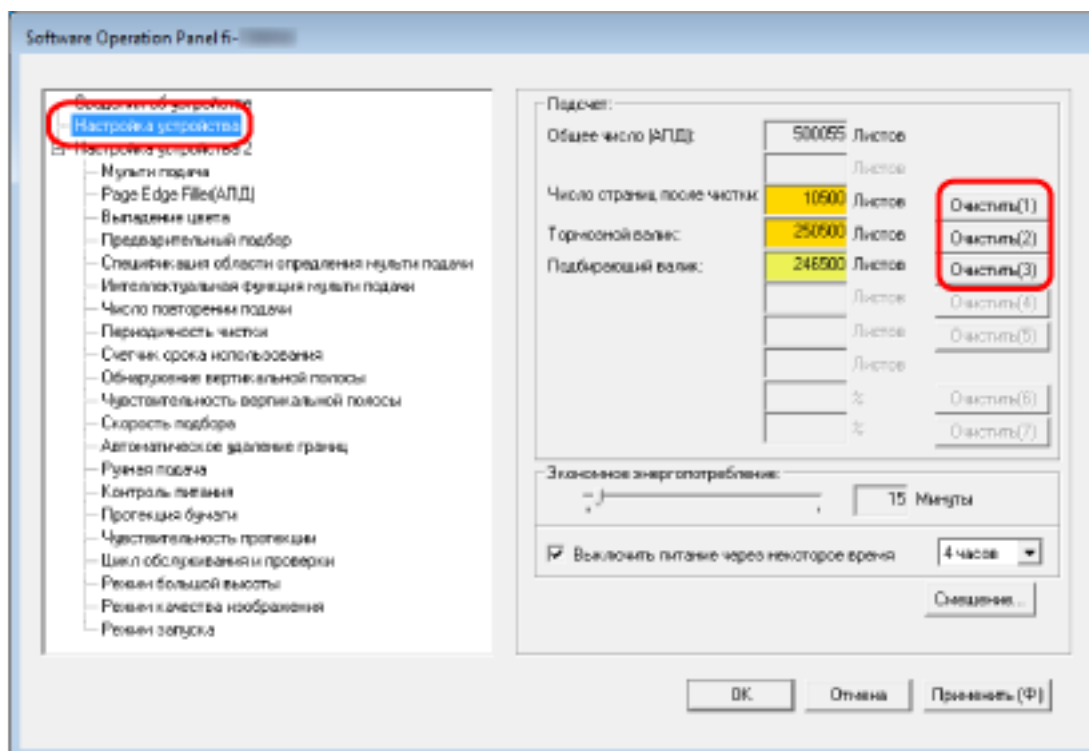 Software Operation Panel fi-
Сведения об устройстве
Настройка устройства
Настройка устройства 2
Мульти подача
Page Edge Filler(АПД)
Выпадение цвета
Предварительный подбор
Спецификация области опредления мульти подачи
Интеллектуальная функция мульти подачи
Число повторении подачи
Периодичность чистки
Счетчик срока использования
Обнаружение вертикальной полосы
Чувствительность вертикальной полосы
Скорость подбора
Автоматическое удаление границ
Ручная подача
Контроль питания
Протекция бумаги
Чувствительность протекции
Цикл обслуживания и проверки
Режим большой высоты
Режим качества изображения
Режим запуска
Подсчет:
Общее число (АПД): 500055 Листов
Листов
Число страниц после чистки: 10500 Листов Очистить(1)
Тормозной валик: 250500 Листов Очистить(2)
Подбирающий валик: 246500 Листов Очистить(3)
Листов Очистить(4)
Листов Очистить(5)
Листов
% Очистить(6)
% Очистить(7)
Экономное энергопотребление:
15 Минуты
Выключить питание через некоторое время 4 часов
Смещение...
OK Отмена Применить (Ф)